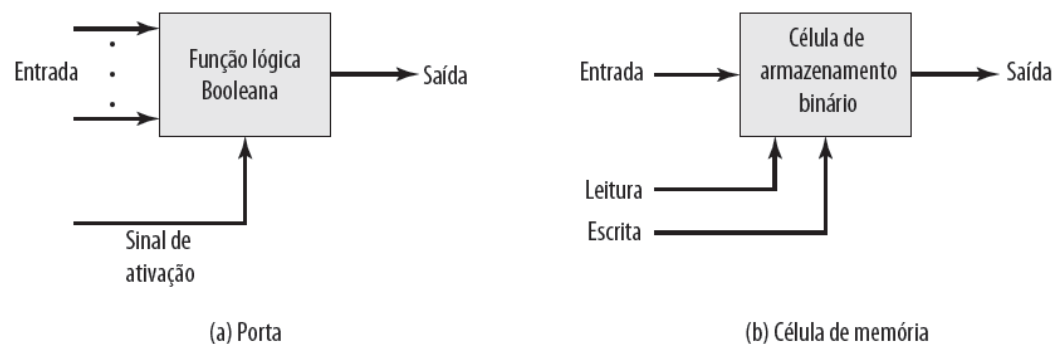 Entrada
Função lógica
Booleana
Saída
Sinal de
ativação
(a) Porta
Entrada
Célula de
armazenamento
binário
Saída
Leitura
Escrita
(b) Célula de memória